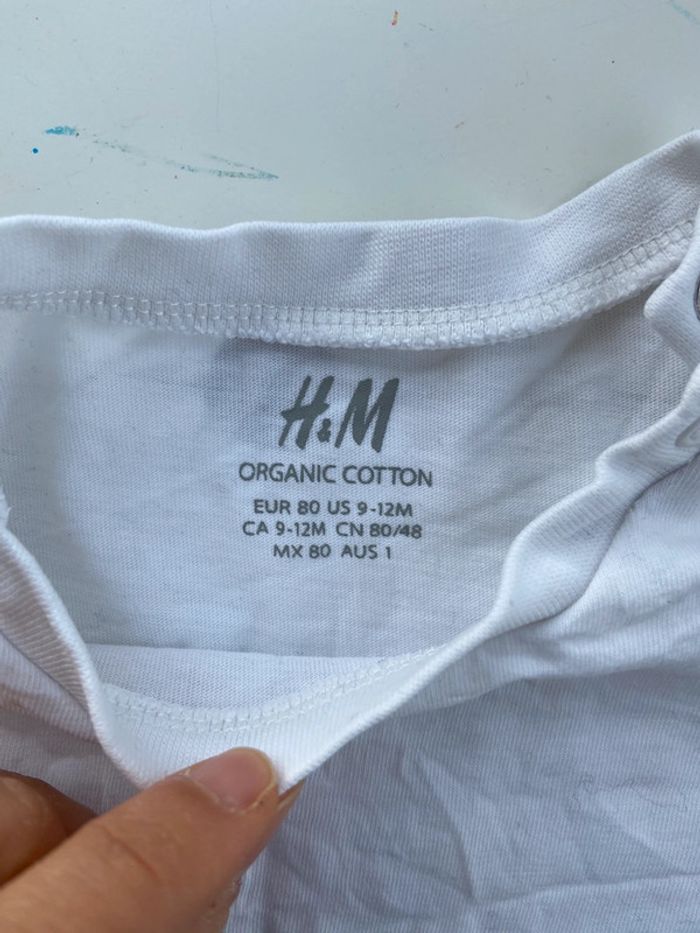 H&M
ORGANIC COTTON
EUR 80 US 9-12M
CA 9-12M CN 80/48
MX 80 AUS 1